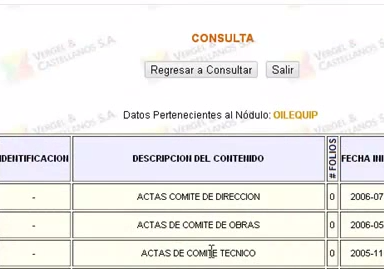 CONSULTA
VERGEL & CASTELLANOS S.A
Regresar a Consultar Salir
Datos Pertenecientes al Nódulo: OILEQUIP
IDENTIFICACION DESCRIPCION DEL CONTENIDO # FOLIOS FECHA INI
- ACTAS COMITE DE DIRECCION 0 2006-07
- ACTAS DE COMITE DE OBRAS 0 2006-05
- ACTAS DE COMITE TECNICO 0 2005-11